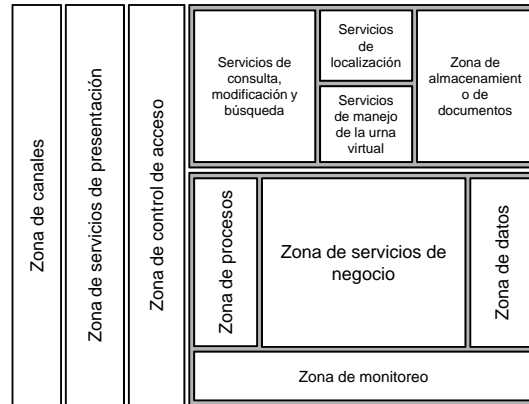 Zona de canales
Zona de servicios de presentación
Zona de control de acceso
Servicios de
consulta,
modificación y
búsqueda
Servicios
de
localización
Servicios
de manejo
de la urna
virtual
Zona de
almacenamient
o de
documentos
Zona de procesos
Zona de servicios de
negocio
Zona de datos
Zona de monitoreo